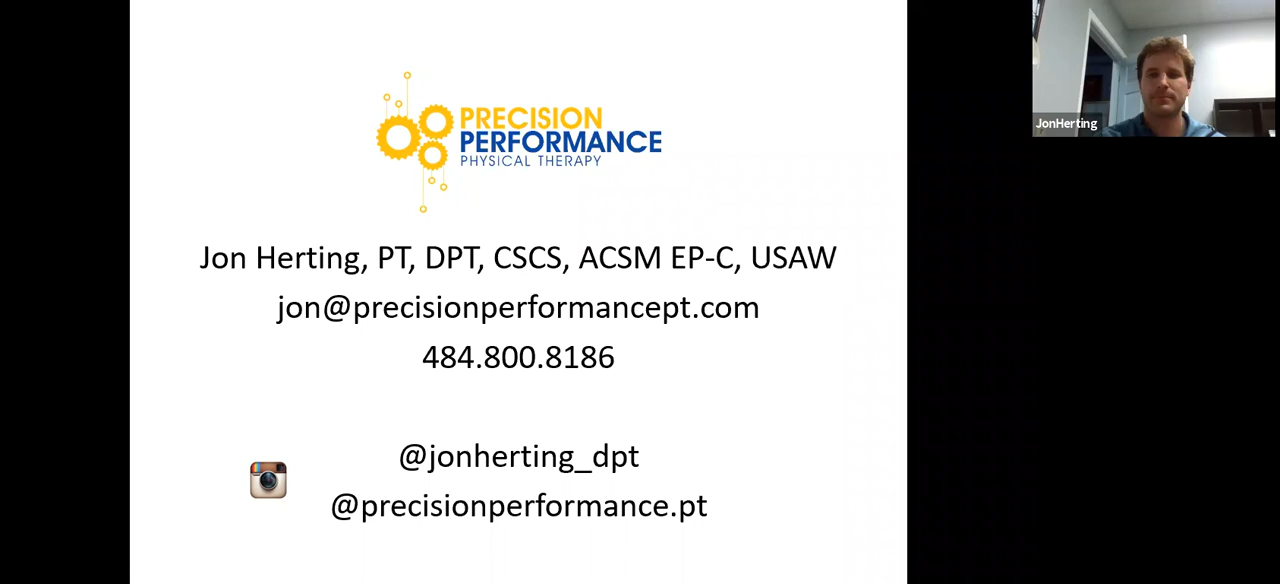 PRECISION
PERFORMANCE
PHYSICAL THERAPY
JonHerting
Jon Herting, PT, DPT, CSCS, ACSM EP-C, USAW
jon@precisionperformancept.com
484.800.8186
@jonherting_dpt
@precisionperformance.pt